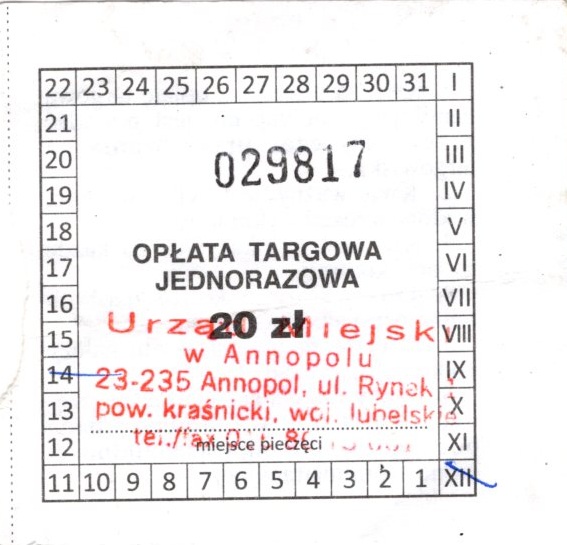 22 23 24 25 26 27 28 29 30 31 I
21 II
20 III
19 IV
18 V
17 VI
16 VII
15 VIII
14 IX
13 X
12 XI
11 10 9 8 7 6 5 4 3 2 1 XII
029817
OPŁATA TARGOWA
JEDNORAZOWA
20 zł
Urząd Miejski
w Annopolu
23-235 Annopol, ul. Rynek
pow. kraśnicki, woj. lubelskie
tel./fax
miejsce pieczęci